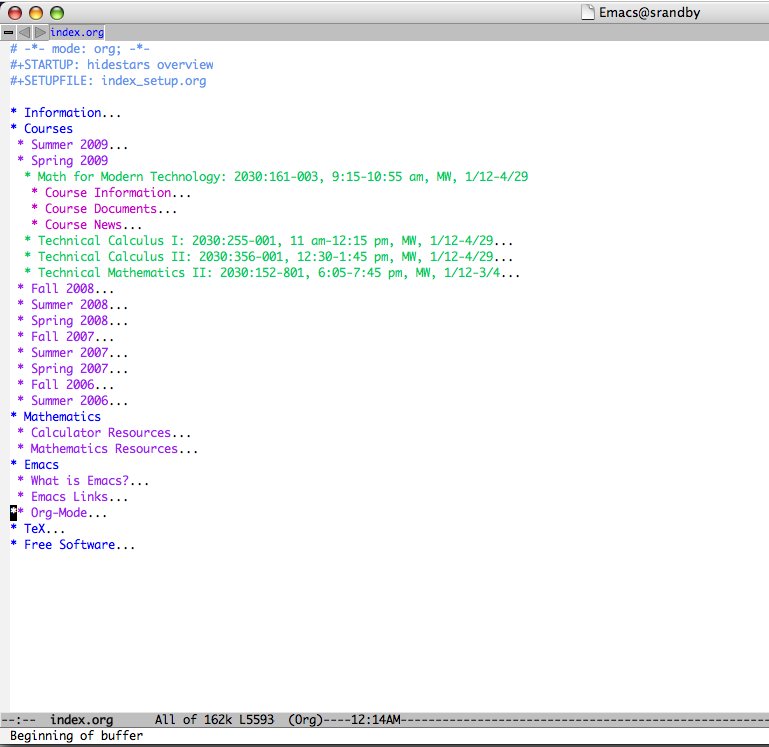 Emacs@srandby
index.org
# -*- mode: org; -*-
#+STARTUP: hidestars overview
#+SETUPFILE: index_setup.org
* Information...
* Courses
* Summer 2009...
* Spring 2009
* Math for Modern Technology: 2030:161-003, 9:15-10:55 am, MW, 1/12-4/29
* Course Information...
* Course Documents...
* Course News...
* Technical Calculus I: 2030:255-001, 11 am-12:15 pm, MW, 1/12-4/29...
* Technical Calculus II: 2030:356-001, 12:30-1:45 pm, MW, 1/12-4/29...
* Technical Mathematics II: 2030:152-801, 6:05-7:45 pm, MW, 1/12-3/4...
* Fall 2008...
* Summer 2008...
* Spring 2008...
* Fall 2007...
* Summer 2007...
* Spring 2007...
* Fall 2006...
* Summer 2006...
* Mathematics
* Calculator Resources...
* Mathematics Resources...
* Emacs
* What is Emacs?...
* Emacs Links...
** Org-Mode...
* TeX...
* Free Software...
--:--  index.org      All of 162k L5593  (Org)----12:14AM--------------------------------------------------
Beginning of buffer